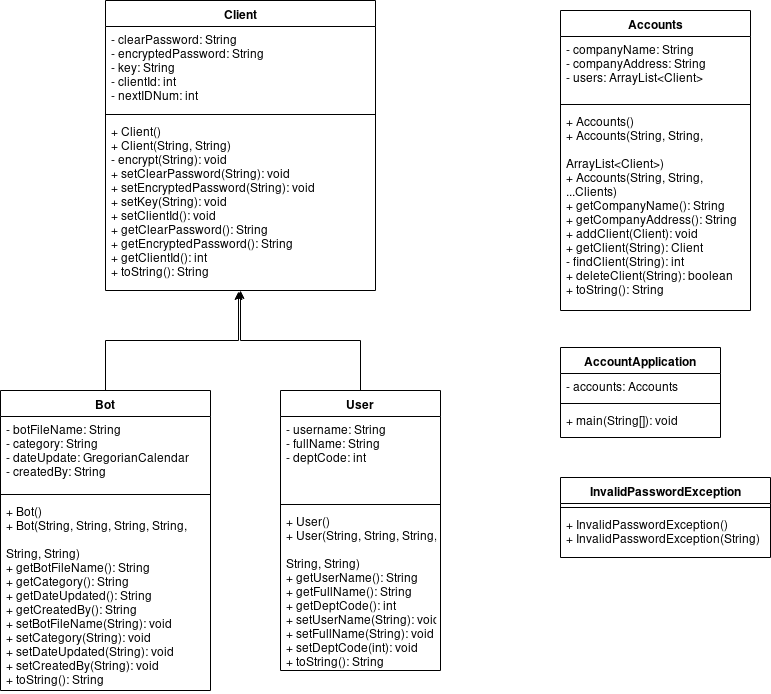 Client
- clearPassword: String
- encryptedPassword: String
- key: String
- clientId: int
- nextIDNum: int
+ Client()
+ Client(String, String)
- encrypt(String): void
+ setClearPassword(String): void
+ setEncryptedPassword(String): void
+ setKey(String): void
+ setClientId(): void
+ getClearPassword(): String
+ getEncryptedPassword(): String
+ getClientId(): int
+ toString(): String
Accounts
- companyName: String
- companyAddress: String
- users: ArrayList<Client>
+ Accounts()
+ Accounts(String, String,
ArrayList<Client>)
+ Accounts(String, String,
...Clients)
+ getCompanyName(): String
+ getCompanyAddress(): String
+ addClient(Client): void
+ getClient(String): Client
- findClient(String): int
+ deleteClient(String): boolean
+ toString(): String
Bot
- botFileName: String
- category: String
- dateUpdate: GregorianCalendar
- createdBy: String
+ Bot()
+ Bot(String, String, String, String,
String, String)
+ getBotFileName(): String
+ getCategory(): String
+ getDateUpdated(): String
+ getCreatedBy(): String
+ setBotFileName(String): void
+ setCategory(String): void
+ setDateUpdated(String): void
+ setCreatedBy(String): void
+ toString(): String
User
- username: String
- fullName: String
- deptCode: int
+ User()
+ User(String, String, String,
String, String)
+ getUserName(): String
+ getFullName(): String
+ getDeptCode(): int
+ setUserName(String): void
+ setFullName(String): void
+ setDeptCode(int): void
+ toString(): String
AccountApplication
- accounts: Accounts
+ main(String[]): void
InvalidPasswordException
+ InvalidPasswordException()
+ InvalidPasswordException(String)